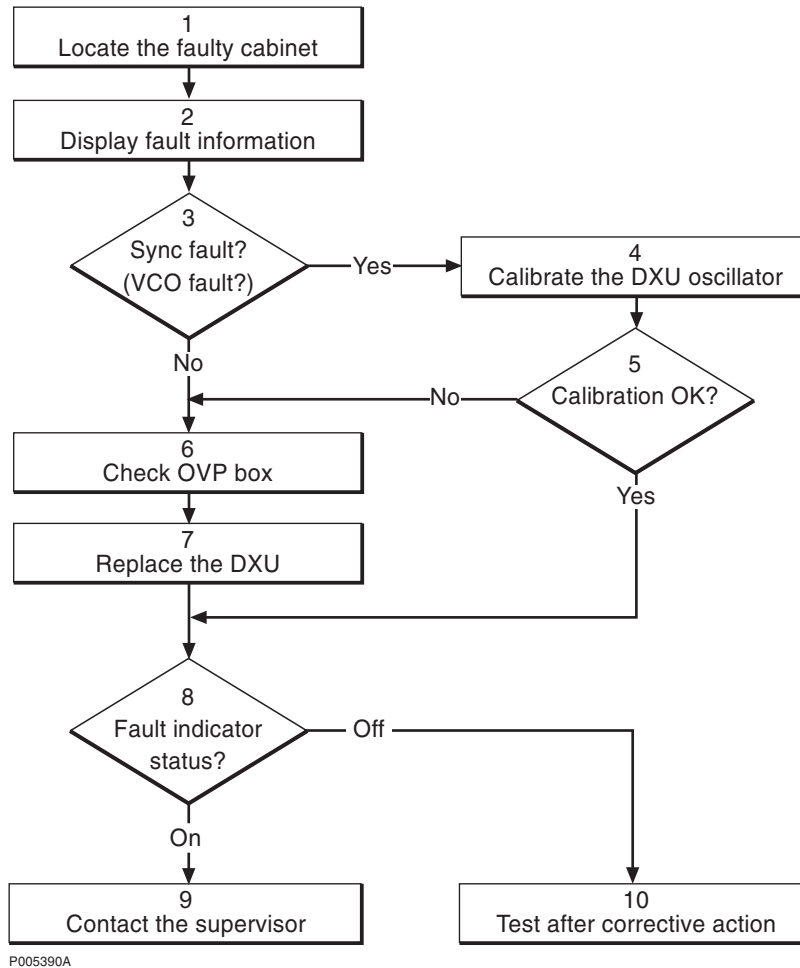 1
Locate the faulty cabinet
2
Display fault information
3
Sync fault?
(VCO fault?)
Yes
4
Calibrate the DXU oscillator
No
5
Calibration OK?
No
Yes
6
Check OVP box
7
Replace the DXU
8
Fault indicator
status?
Off
On
9
Contact the supervisor
10
Test after corrective action
P005390A